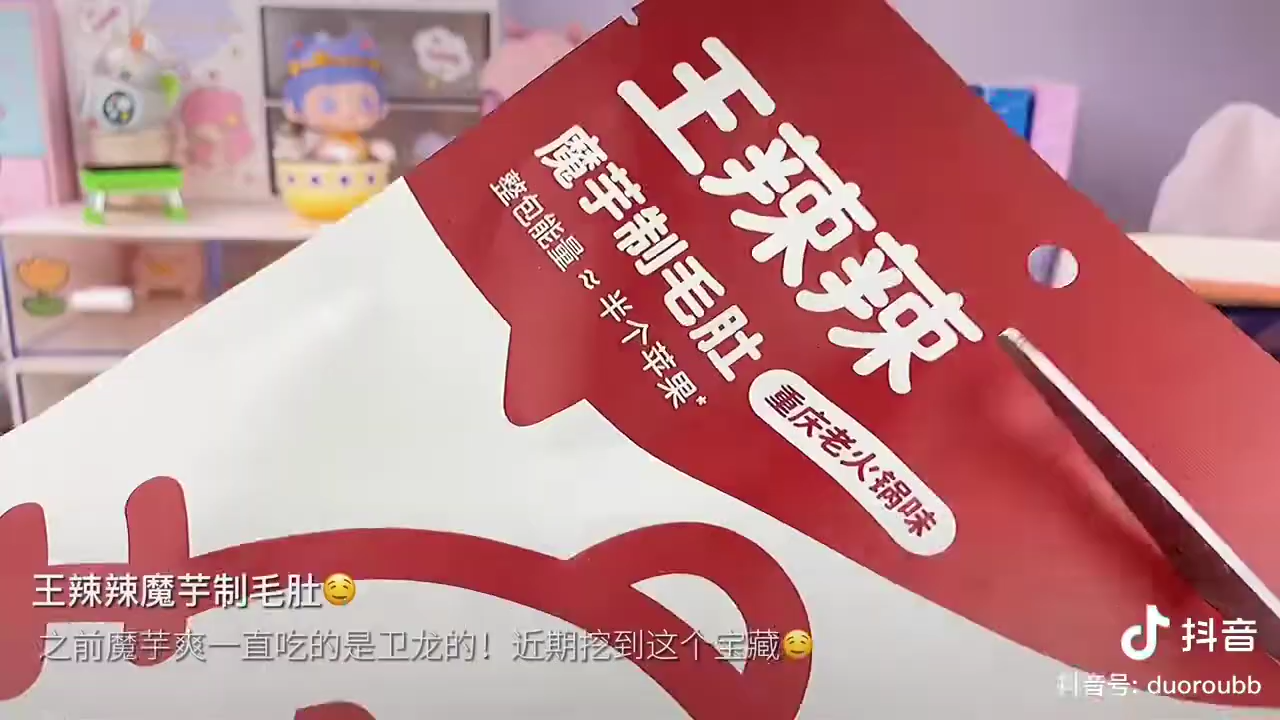 王辣辣
魔芋制毛肚
整包能量 ≈ 半个苹果*
重庆老火锅味
王辣辣魔芋制毛肚🤤
之前魔芋爽一直吃的是卫龙的！近期挖到这个宝藏🤤
抖音
抖音号: duoroubb